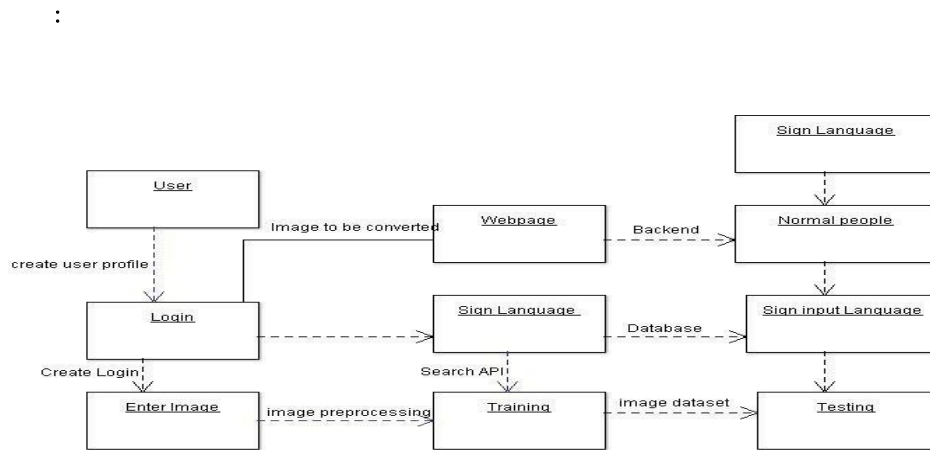 :
Sign Language
User
Webpage
Normal people
Image to be converted
Backend
create user profile
Login
Sign Language
Sign input Language
Database
Create Login
Search API
Enter Image
image preprocessing
Training
image dataset
Testing